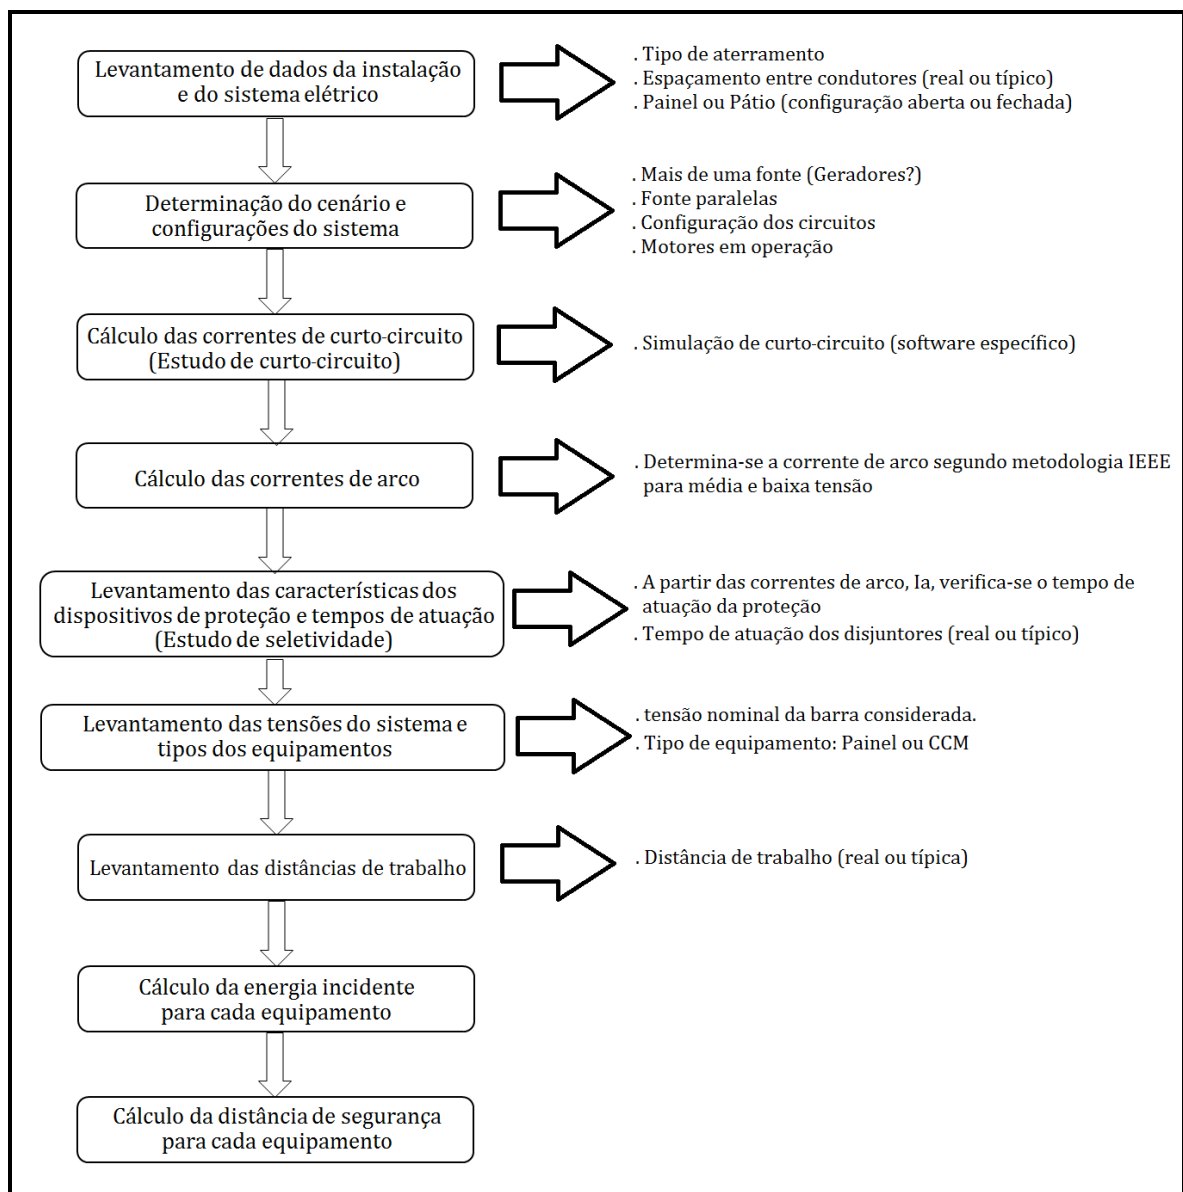 Levantamento de dados da instalação
e do sistema elétrico
. Tipo de aterramento
. Espaçamento entre condutores (real ou típico)
. Painel ou Pátio (configuração aberta ou fechada)
Determinação do cenário e
configurações do sistema
. Mais de uma fonte (Geradores?)
. Fonte paralelas
. Configuração dos circuitos
. Motores em operação
Cálculo das correntes de curto-circuito
(Estudo de curto-circuito)
. Simulação de curto-circuito (software específico)
Cálculo das correntes de arco
. Determina-se a corrente de arco segundo metodologia IEEE
para média e baixa tensão
Levantamento das características dos
dispositivos de proteção e tempos de atuação
(Estudo de seletividade)
. A partir das correntes de arco, Ia, verifica-se o tempo de
atuação da proteção
. Tempo de atuação dos disjuntores (real ou típico)
Levantamento das tensões do sistema e
tipos dos equipamentos
. tensão nominal da barra considerada.
. Tipo de equipamento: Painel ou CCM
Levantamento das distâncias de trabalho
. Distância de trabalho (real ou típica)
Cálculo da energia incidente
para cada equipamento
Cálculo da distância de segurança
para cada equipamento